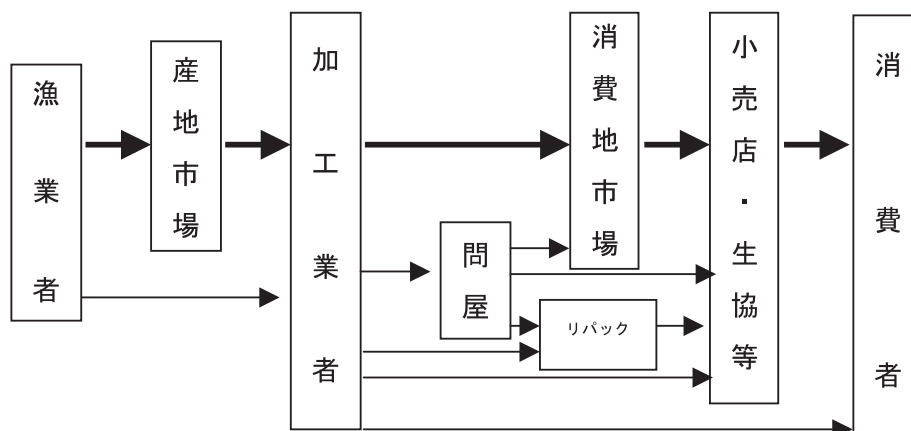 漁業者
産地市場
加工業者
問屋
リパック
消費地市場
小売店・生協等
消費者